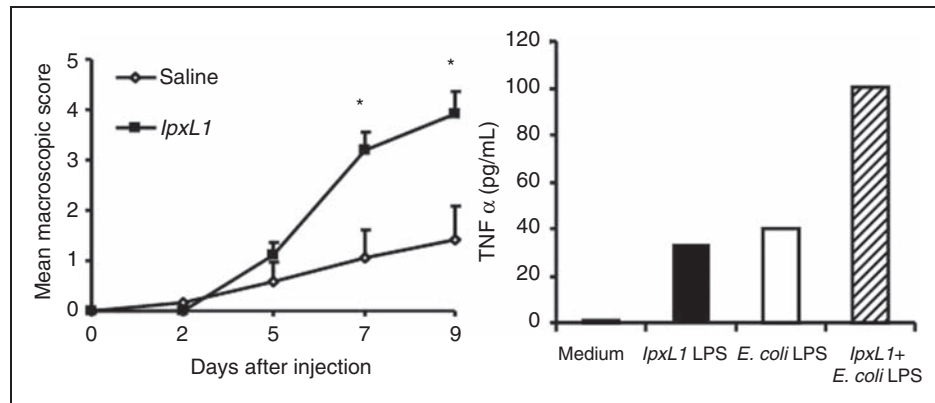 Mean macroscopic score
5
4
3
2
1
0
Saline
lpxL1
*
*
0 2 5 7 9
Days after injection
TNF α (pg/mL)
120
100
80
60
40
20
0
Medium lpxL1 LPS E. coli LPS lpxL1+
E. coli LPS